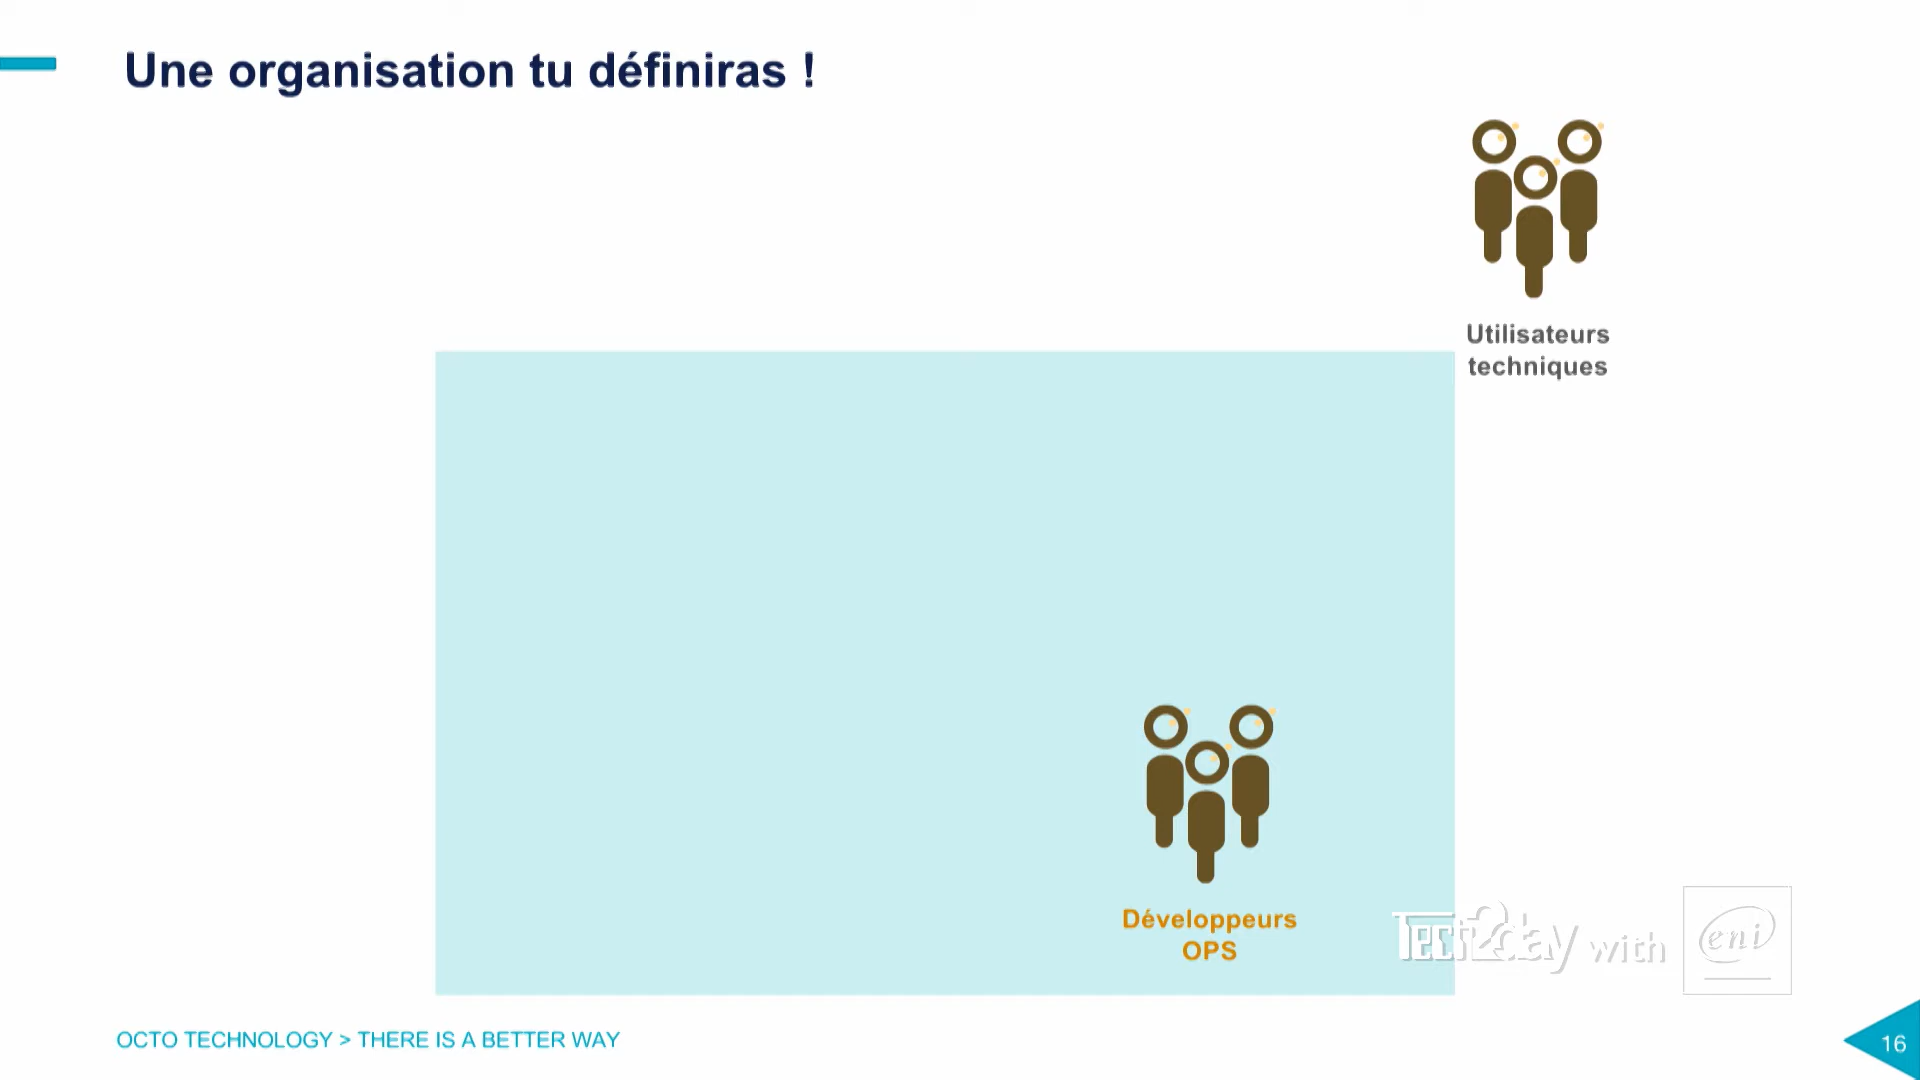 Une organisation tu définiras !
Utilisateurs
techniques
Développeurs
OPS
Tech2day with eni
OCTO TECHNOLOGY > THERE IS A BETTER WAY
16